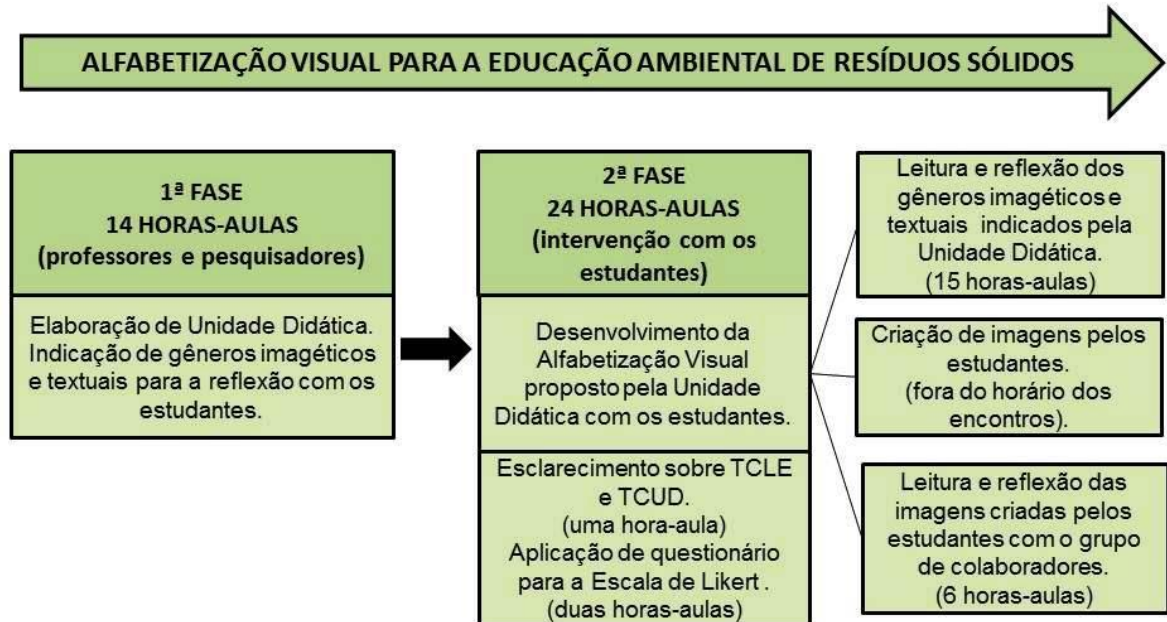 ALFABETIZAÇÃO VISUAL PARA A EDUCAÇÃO AMBIENTAL DE RESÍDUOS SÓLIDOS
1ª FASE
14 HORAS-AULAS
(professores e pesquisadores)
Elaboração de Unidade Didática.
Indicação de gêneros imagéticos
e textuais para a reflexão com os
estudantes.
2ª FASE
24 HORAS-AULAS
(intervenção com os
estudantes)
Desenvolvimento da
Alfabetização Visual
proposto pela Unidade
Didática com os estudantes.
Esclarecimento sobre TCLE
e TCUD.
(uma hora-aula)
Aplicação de questionário
para a Escala de Likert .
(duas horas-aulas)
Leitura e reflexão dos
gêneros imagéticos e
textuais indicados pela
Unidade Didática.
(15 horas-aulas)
Criação de imagens pelos
estudantes.
(fora do horário dos
encontros).
Leitura e reflexão das
imagens criadas pelos
estudantes com o grupo
de colaboradores.
(6 horas-aulas)